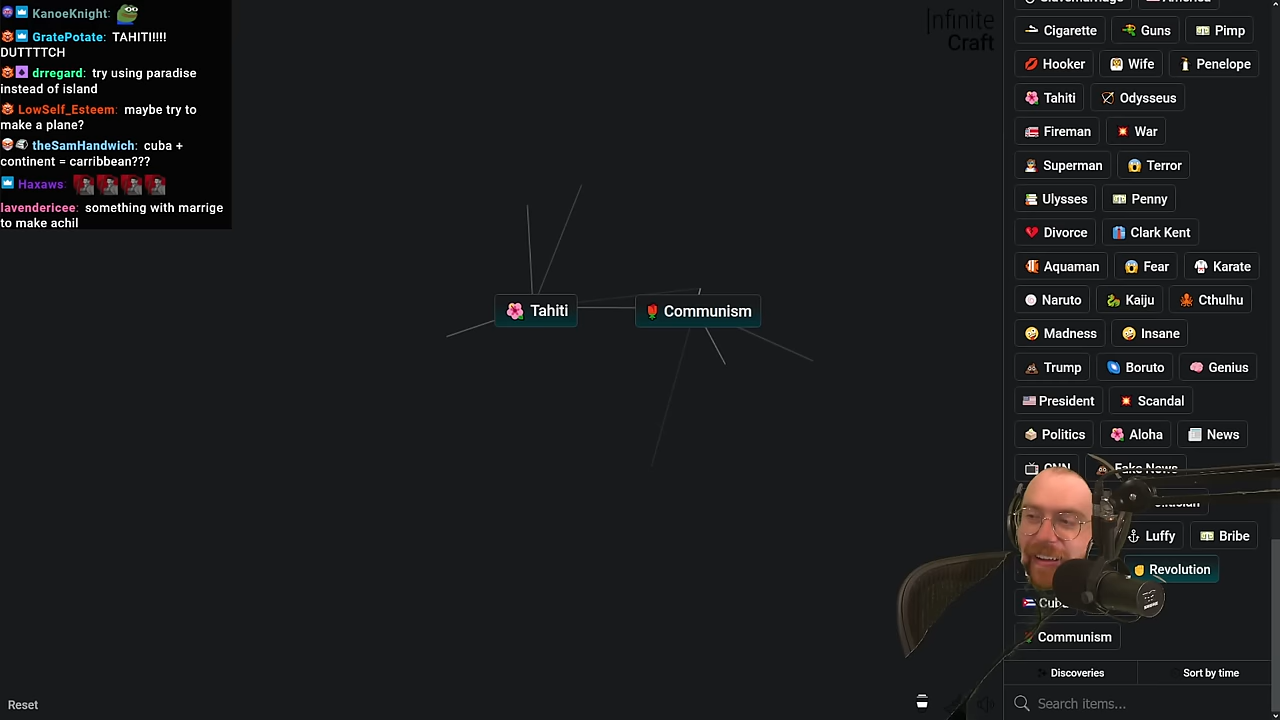 KanoeKnight:
GratePotate: TAHITI!!!!
DUTTTTCH
drregard: try using paradise
instead of island
LowSelf_Esteem: maybe try to
make a plane?
theSamHandwich: cuba +
continent = carribbean???
Haxaws:
lavendericee: something with marrige
to make achil
Infinite
Craft
Tahiti
Communism
America
Cigarette Guns Pimp
Hooker Wife Penelope
Tahiti Odysseus
Fireman War
Superman Terror
Ulysses Penny
Divorce Clark Kent
Aquaman Fear Karate
Naruto Kaiju Cthulhu
Madness Insane
Trump Boruto Genius
President Scandal
Politics Aloha News
CNN Fake News
Luffy Bribe
Revolution
Communism
Discoveries Sort by time
Search items...
Reset